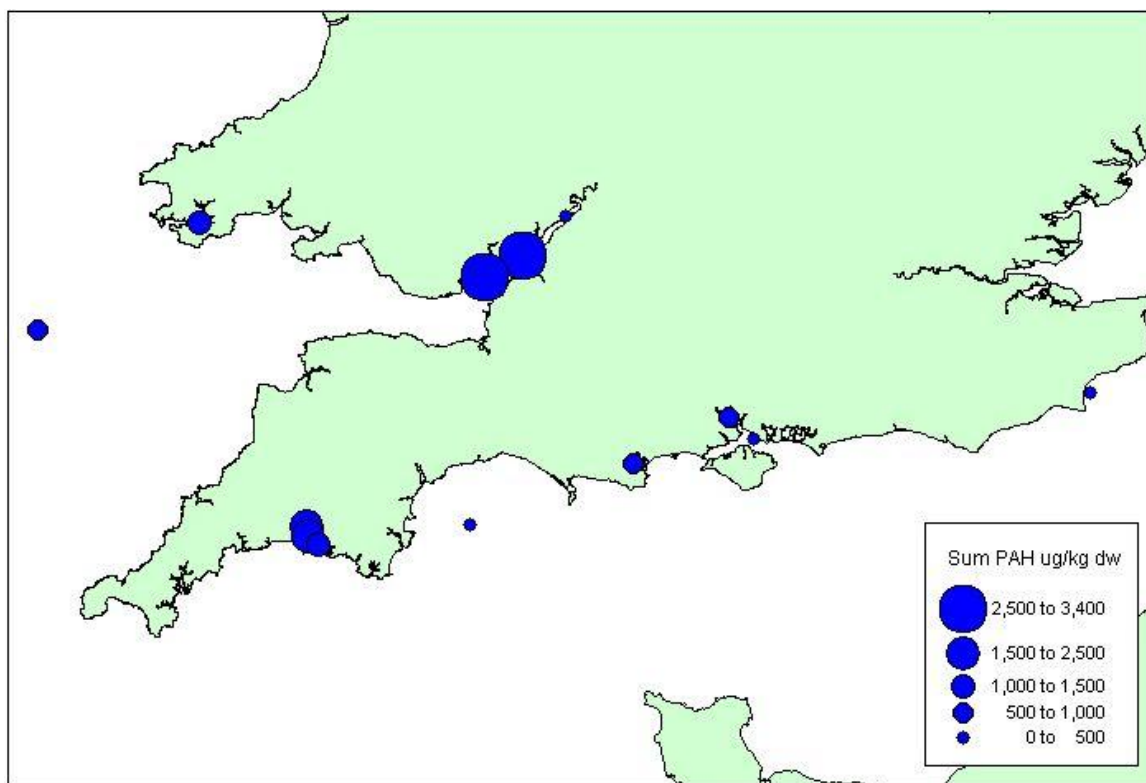 Sum PAH ug/kg dw
2,500 to 3,400
1,500 to 2,500
1,000 to 1,500
500 to 1,000
0 to 500